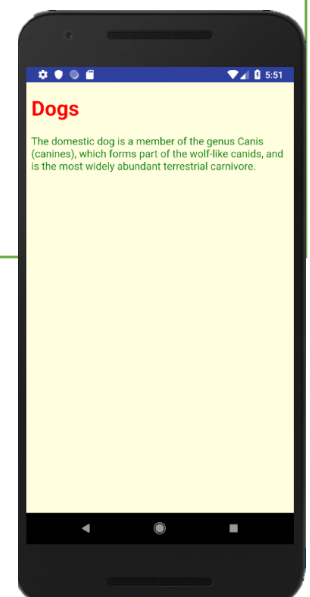 5:51
Dogs
The domestic dog is a member of the genus Canis
(canines), which forms part of the wolf-like canids, and
is the most widely abundant terrestrial carnivore.